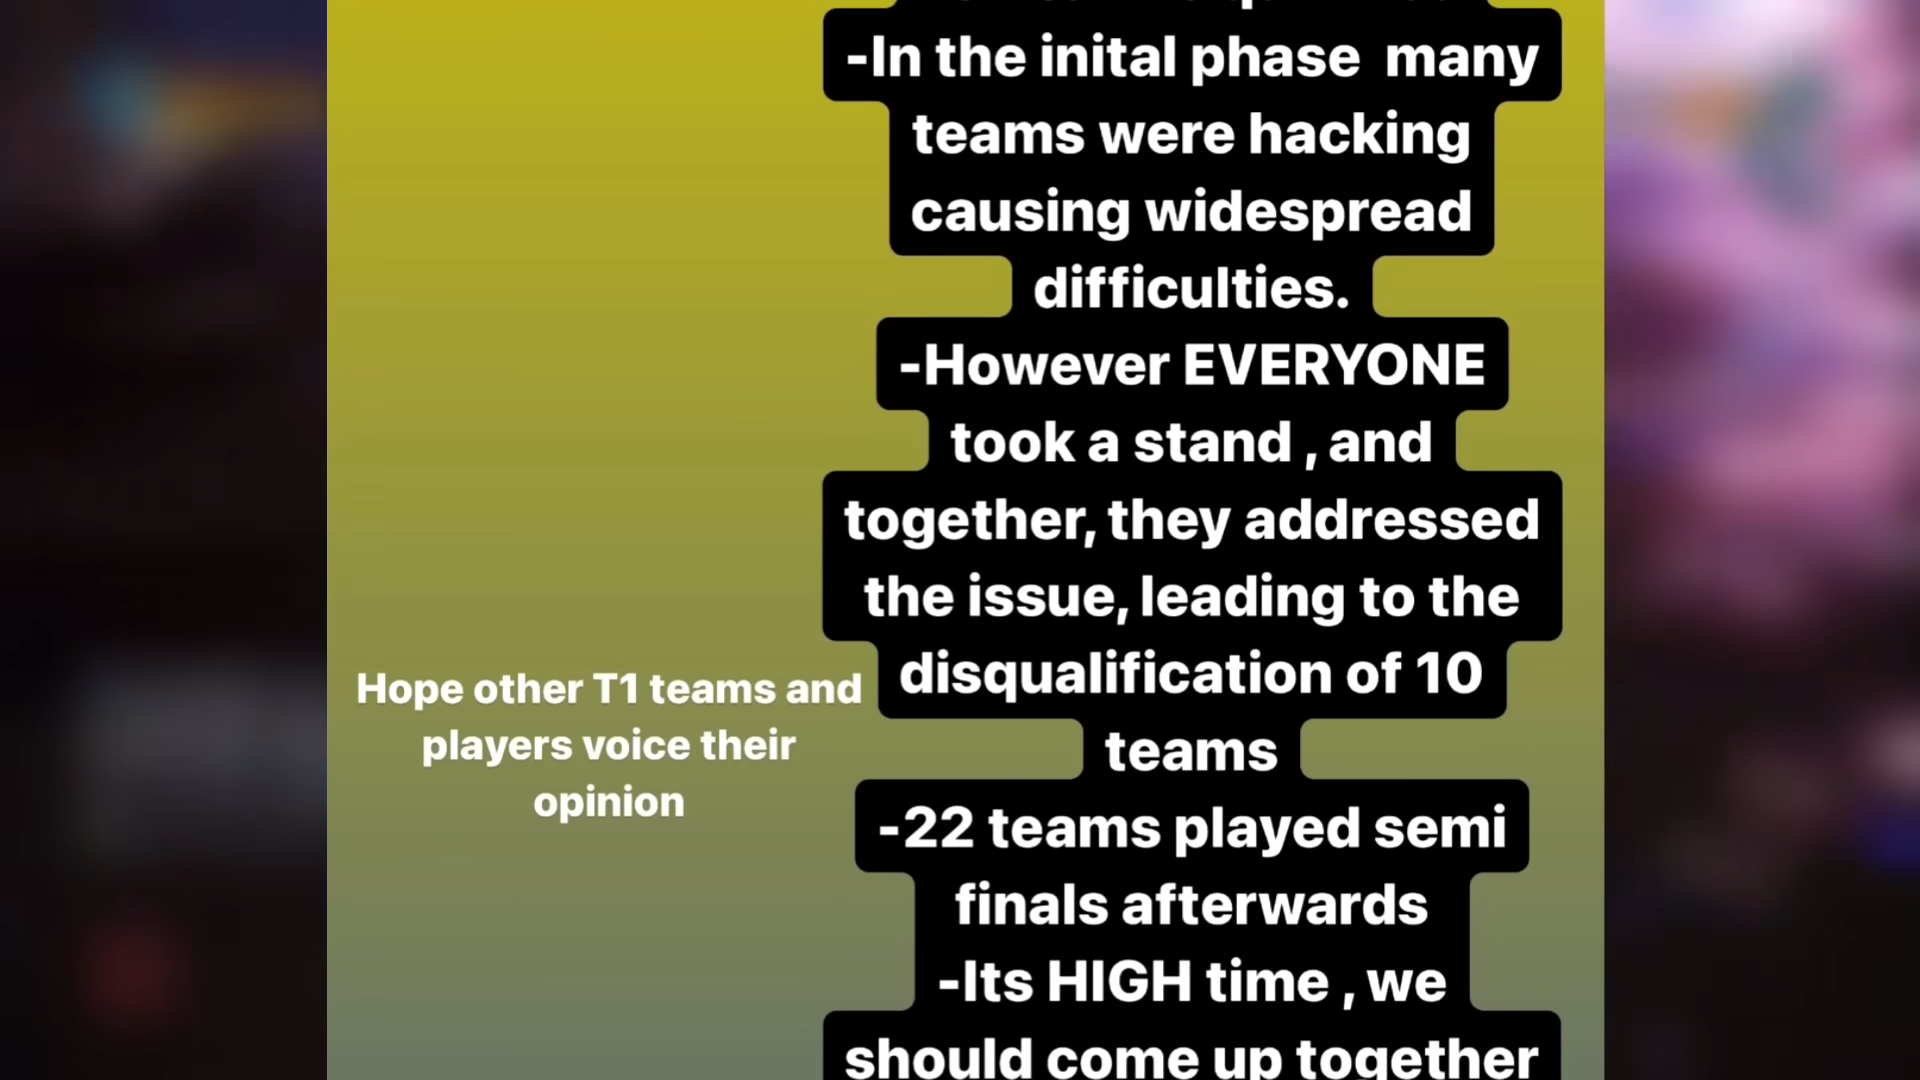 -In the inital phase many
teams were hacking
causing widespread
difficulties.
-However EVERYONE
took a stand , and
together, they addressed
the issue, leading to the
disqualification of 10
teams
-22 teams played semi
finals afterwards
-Its HIGH time , we
should come up together
Hope other T1 teams and
players voice their
opinion